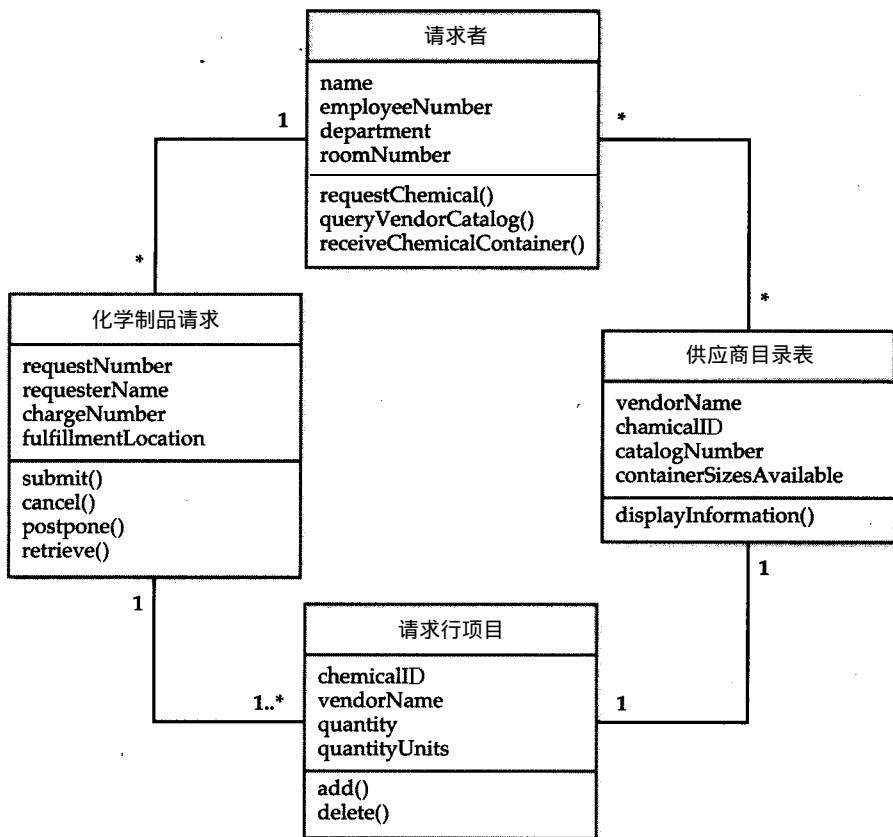 请求者
name
employeeNumber
department
roomNumber
requestChemical()
queryVendorCatalog()
receiveChemicalContainer()
1
*
*
*
化学制品请求
requestNumber
requesterName
chargeNumber
fulfillmentLocation
submit()
cancel()
postpone()
retrieve()
供应商目录表
vendorName
chamicalID
catalogNumber
containerSizesAvailable
displayInformation()
1
1
1..*
1
请求行项目
chemicalID
vendorName
quantity
quantityUnits
add()
delete()